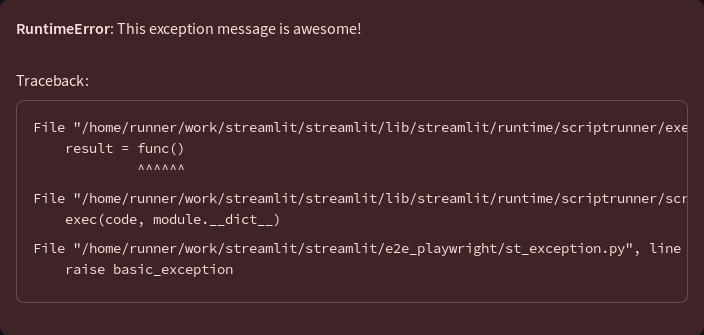 RuntimeError: This exception message is awesome!
Traceback:
File "/home/runner/work/streamlit/streamlit/lib/streamlit/runtime/scriptrunner/exe
    result = func()
             ^^^^^^
File "/home/runner/work/streamlit/streamlit/lib/streamlit/runtime/scriptrunner/scr
    exec(code, module.__dict__)
File "/home/runner/work/streamlit/streamlit/e2e_playwright/st_exception.py", line
    raise basic_exception